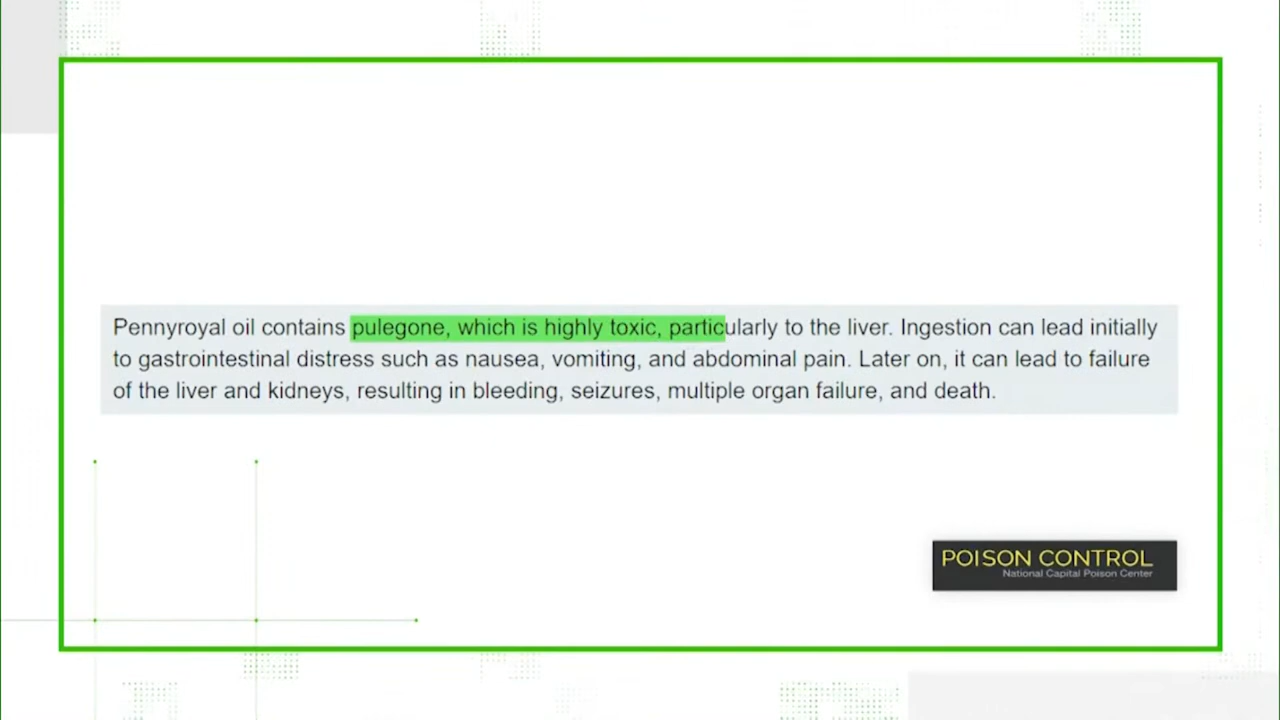 Pennyroyal oil contains pulegone, which is highly toxic, particularly to the liver. Ingestion can lead initially
to gastrointestinal distress such as nausea, vomiting, and abdominal pain. Later on, it can lead to failure
of the liver and kidneys, resulting in bleeding, seizures, multiple organ failure, and death.
POISON CONTROL
National Capital Poison Center